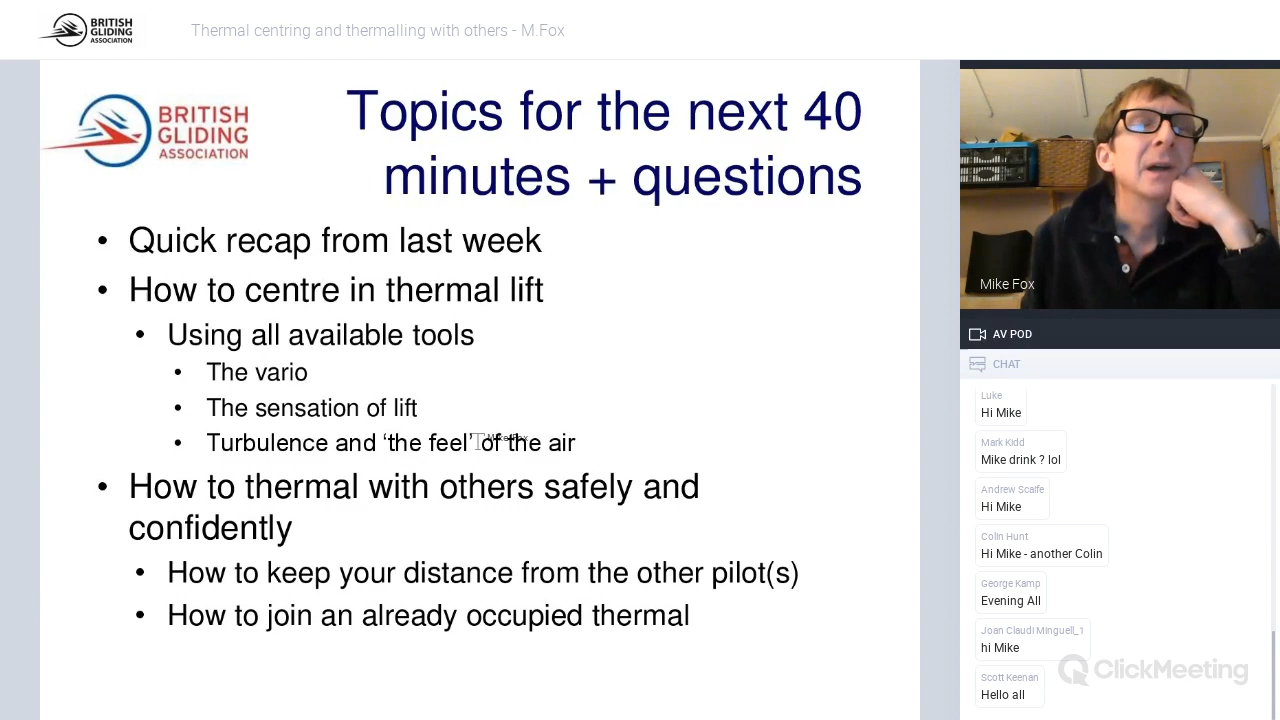 BRITISH
GLIDING
ASSOCIATION
Thermal centring and thermalling with others - M.Fox
BRITISH
GLIDING
ASSOCIATION
Topics for the next 40
minutes + questions
• Quick recap from last week
• How to centre in thermal lift
• Using all available tools
• The vario
• The sensation of lift
• Turbulence and ‘the feel’ of the air
Mike Fox
• How to thermal with others safely and
confidently
• How to keep your distance from the other pilot(s)
• How to join an already occupied thermal
Mike Fox
AV POD
CHAT
Luke
Hi Mike
Mark Kidd
Mike drink ? lol
Andrew Scaife
Hi Mike
Colin Hunt
Hi Mike - another Colin
George Kamp
Evening All
Joan Claudi Minguell_1
hi Mike
Scott Keenan
Hello all
ClickMeeting